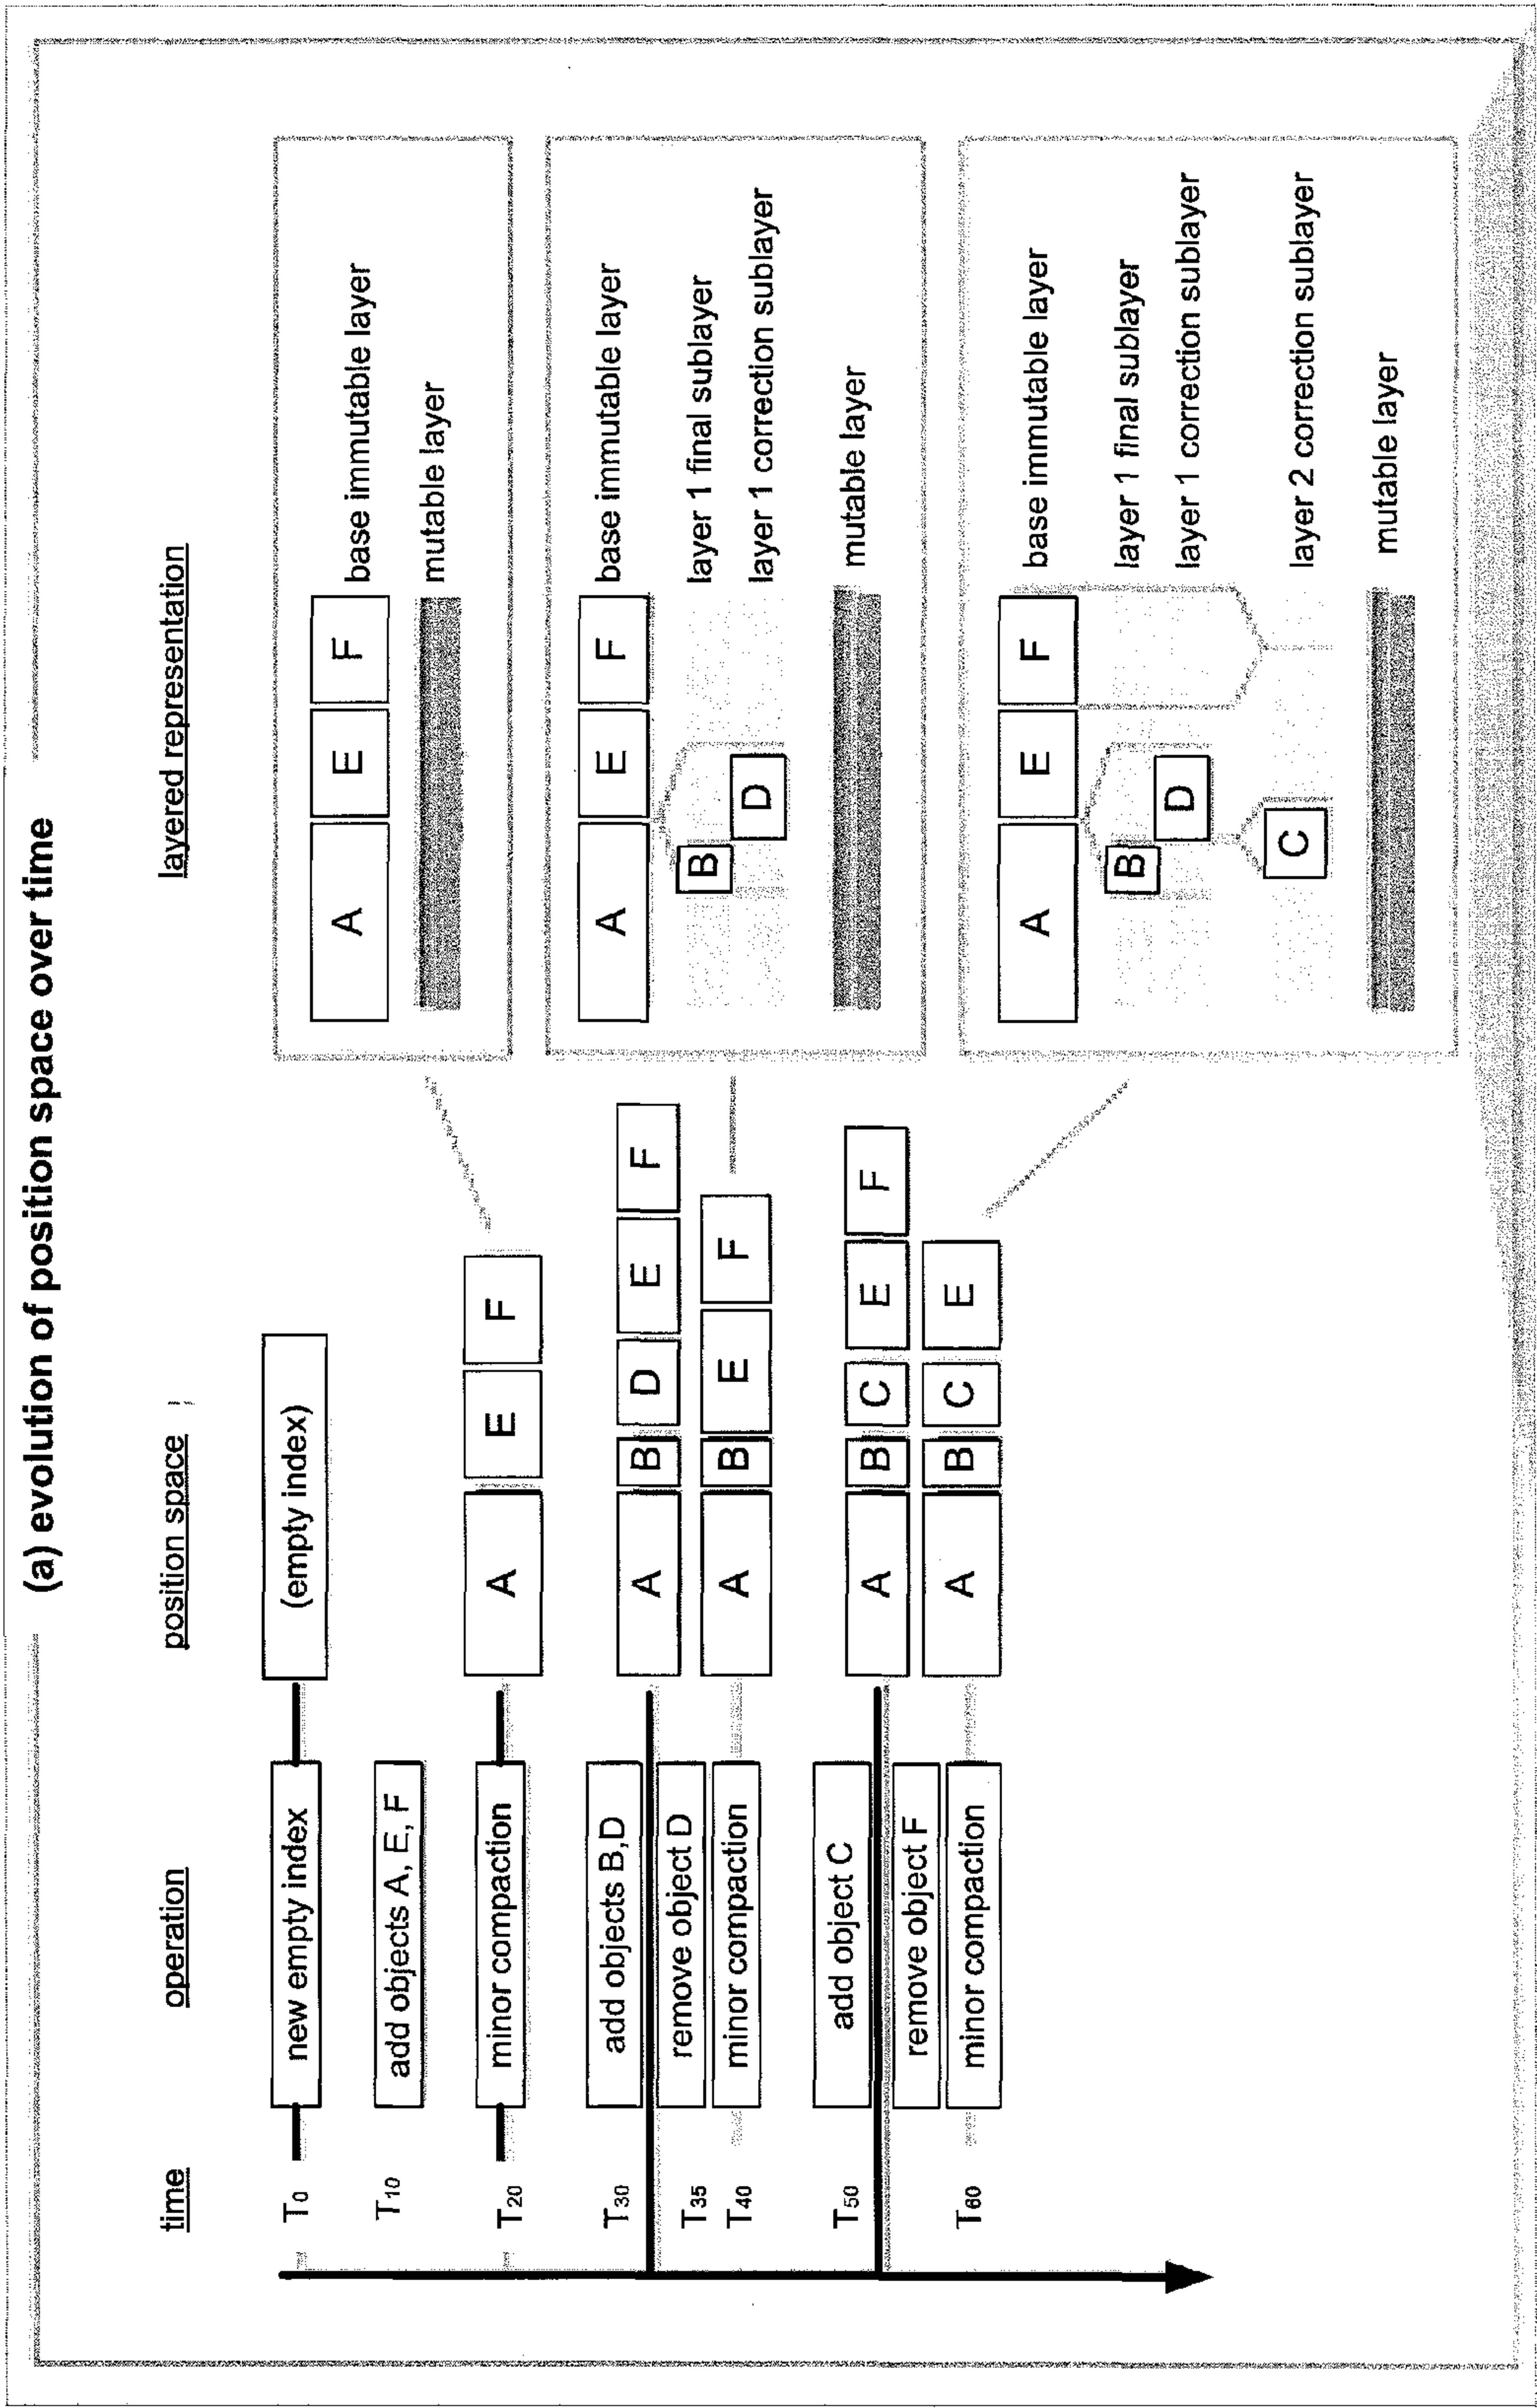 (a) evolution of position space over time
time operation position space layered representation
T0 new empty index (empty index)
T10 add objects A, E, F
T20 minor compaction A E F
T30 add objects B,D A B D E F
T35 remove object D
T40 minor compaction A B E F
T50 add object C A B C E F
remove object F
T60 minor compaction A B C E
A E F base immutable layer
mutable layer
A E F base immutable layer
B layer 1 final sublayer
D layer 1 correction sublayer
mutable layer
A E F base immutable layer
B layer 1 final sublayer
D layer 1 correction sublayer
C layer 2 correction sublayer
mutable layer